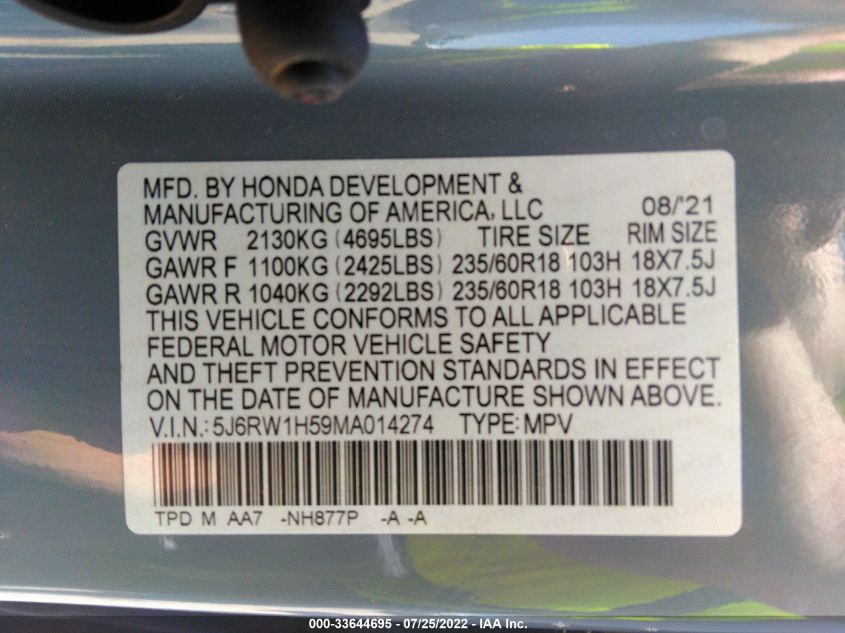 MFD. BY HONDA DEVELOPMENT &
MANUFACTURING OF AMERICA, LLC 08/'21
GVWR 2130KG (4695LBS) TIRE SIZE RIM SIZE
GAWR F 1100KG (2425LBS) 235/60R18 103H 18X7.5J
GAWR R 1040KG (2292LBS) 235/60R18 103H 18X7.5J
THIS VEHICLE CONFORMS TO ALL APPLICABLE
FEDERAL MOTOR VEHICLE SAFETY
AND THEFT PREVENTION STANDARDS IN EFFECT
ON THE DATE OF MANUFACTURE SHOWN ABOVE.
V.I.N.: 5J6RW1H59MA014274 TYPE: MPV
TPD M AA7 -NH877P -A -A
000-33644695 - 07/25/2022 - IAA Inc.